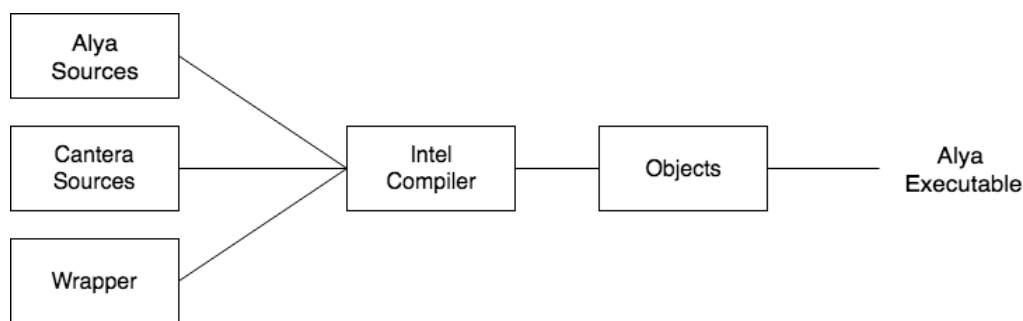 Alya
Sources
Cantera
Sources
Wrapper
Intel
Compiler
Objects
Alya
Executable